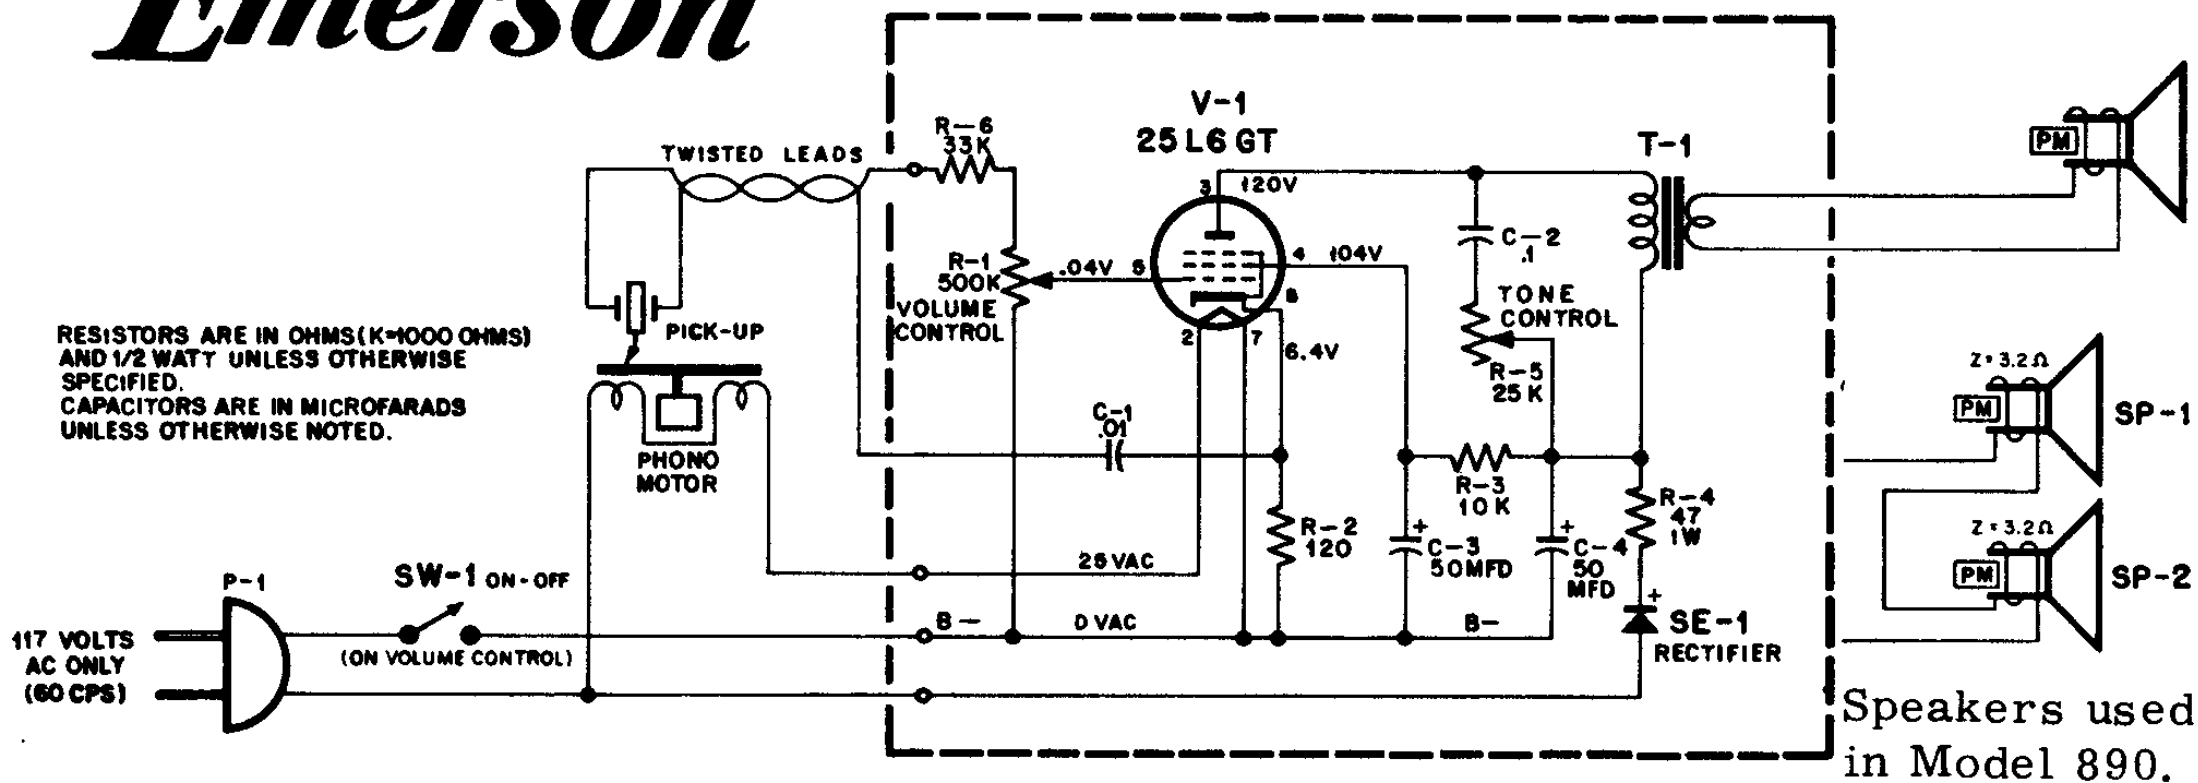 Emerson
TWISTED LEADS
R-6
33K
V-1
25L6GT
T-1
PM
3
120V
R-1
500K
VOLUME
CONTROL
.04V
5
4
104V
8
2
7
6.4V
C-2
.1
TONE
CONTROL
R-5
25K
RESISTORS ARE IN OHMS (K=1000 OHMS)
AND 1/2 WATT UNLESS OTHERWISE
SPECIFIED.
CAPACITORS ARE IN MICROFARADS
UNLESS OTHERWISE NOTED.
PICK-UP
PHONO
MOTOR
C-1
.01
R-3
10K
R-4
47
1W
R-2
120
+
C-3
50MFD
+
C-4
50
MFD
+
SE-1
RECTIFIER
25 VAC
P-1
SW-1 ON-OFF
(ON VOLUME CONTROL)
117 VOLTS
AC ONLY
(60 CPS)
B-
0 VAC
B-
Z=3.2Ω
PM
SP-1
Z=3.2Ω
PM
SP-2
Speakers used
in Model 890.